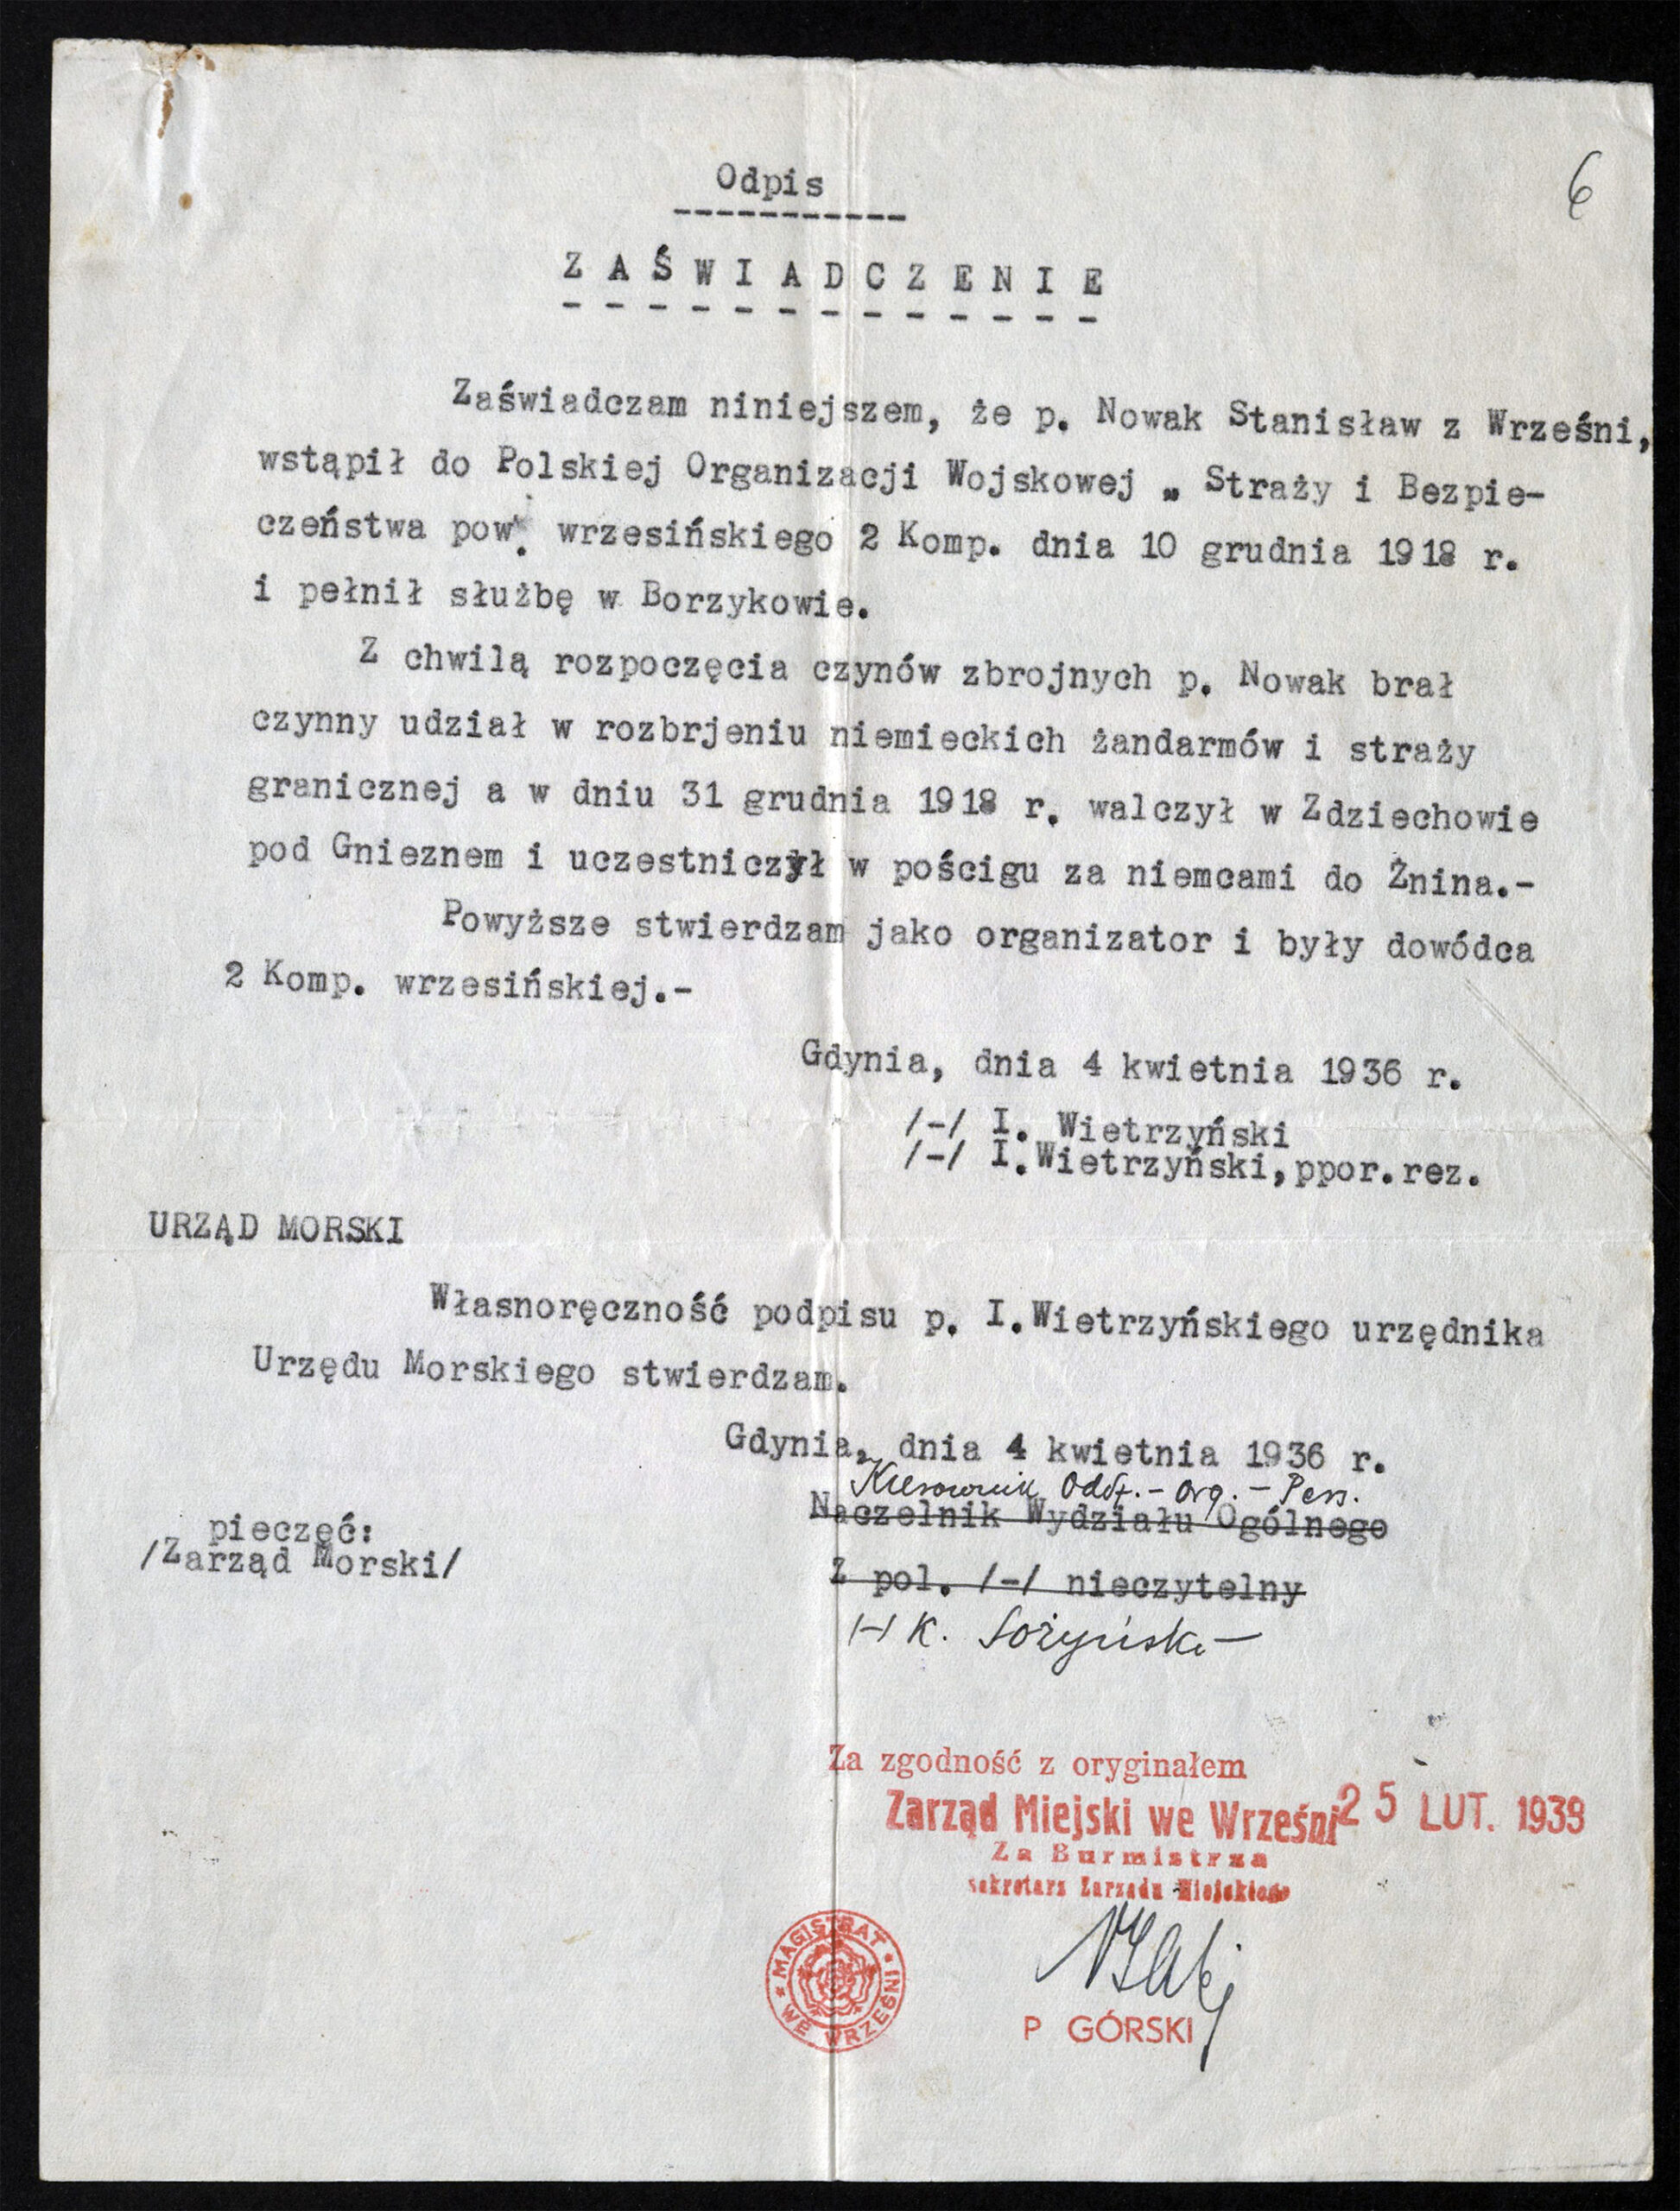 6
Odpis
-----------
ZAŚWIADCZENIE
- - - - - - - - - - - - -
Zaświadczam niniejszem, że p. Nowak Stanisław z Wrześni,
wstąpił do Polskiej Organizacji Wojskowej „ Straży i Bezpie-
czeństwa pow. wrzesińskiego 2 Komp. dnia 10 grudnia 1918 r.
i pełnił służbę w Borzykowie.
Z chwilą rozpoczęcia czynów zbrojnych p. Nowak brał
czynny udział w rozbrjeniu niemieckich żandarmów i straży
granicznej a w dniu 31 grudnia 1918 r. walczył w Zdziechowie
pod Gnieznem i uczestniczył w pościgu za niemcami do Żnina.-
Powyższe stwierdzam jako organizator i były dowódca
2 Komp. wrzesińskiej.-
Gdynia, dnia 4 kwietnia 1936 r.
/-/ I. Wietrzyński
/-/ I.Wietrzyński,ppor.rez.
URZĄD MORSKI
Własnoręczność podpisu p. I.Wietrzyńskiego urzędnika
Urzędu Morskiego stwierdzam.
Gdynia, dnia 4 kwietnia 1936 r.
Kierownik Oddz. - Org. - Pers.
Naczelnik Wydziału Ogólnego
pieczęć:
/Zarząd Morski/
Z pol. /-/ nieczytelny
/-/ K.
Za zgodność z oryginałem
Zarząd Miejski we Wrześni 25 LUT. 1939
Za Burmistrza
sekretarz Zarządu Miejskiego
MAGISTRAT WE WRZEŚNI
P GÓRSKI